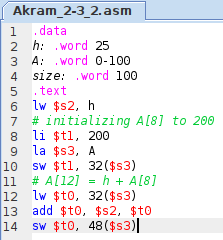 Akram_2-3_2.asm
1 .data
2 h: .word 25
3 A: .word 0-100
4 size: .word 100
5 .text
6 lw $s2, h
7 # initializing A[8] to 200
8 li $t1, 200
9 la $s3, A
10 sw $t1, 32($s3)
11 # A[12] = h + A[8]
12 lw $t0, 32($s3)
13 add $t0, $s2, $t0
14 sw $t0, 48($s3)